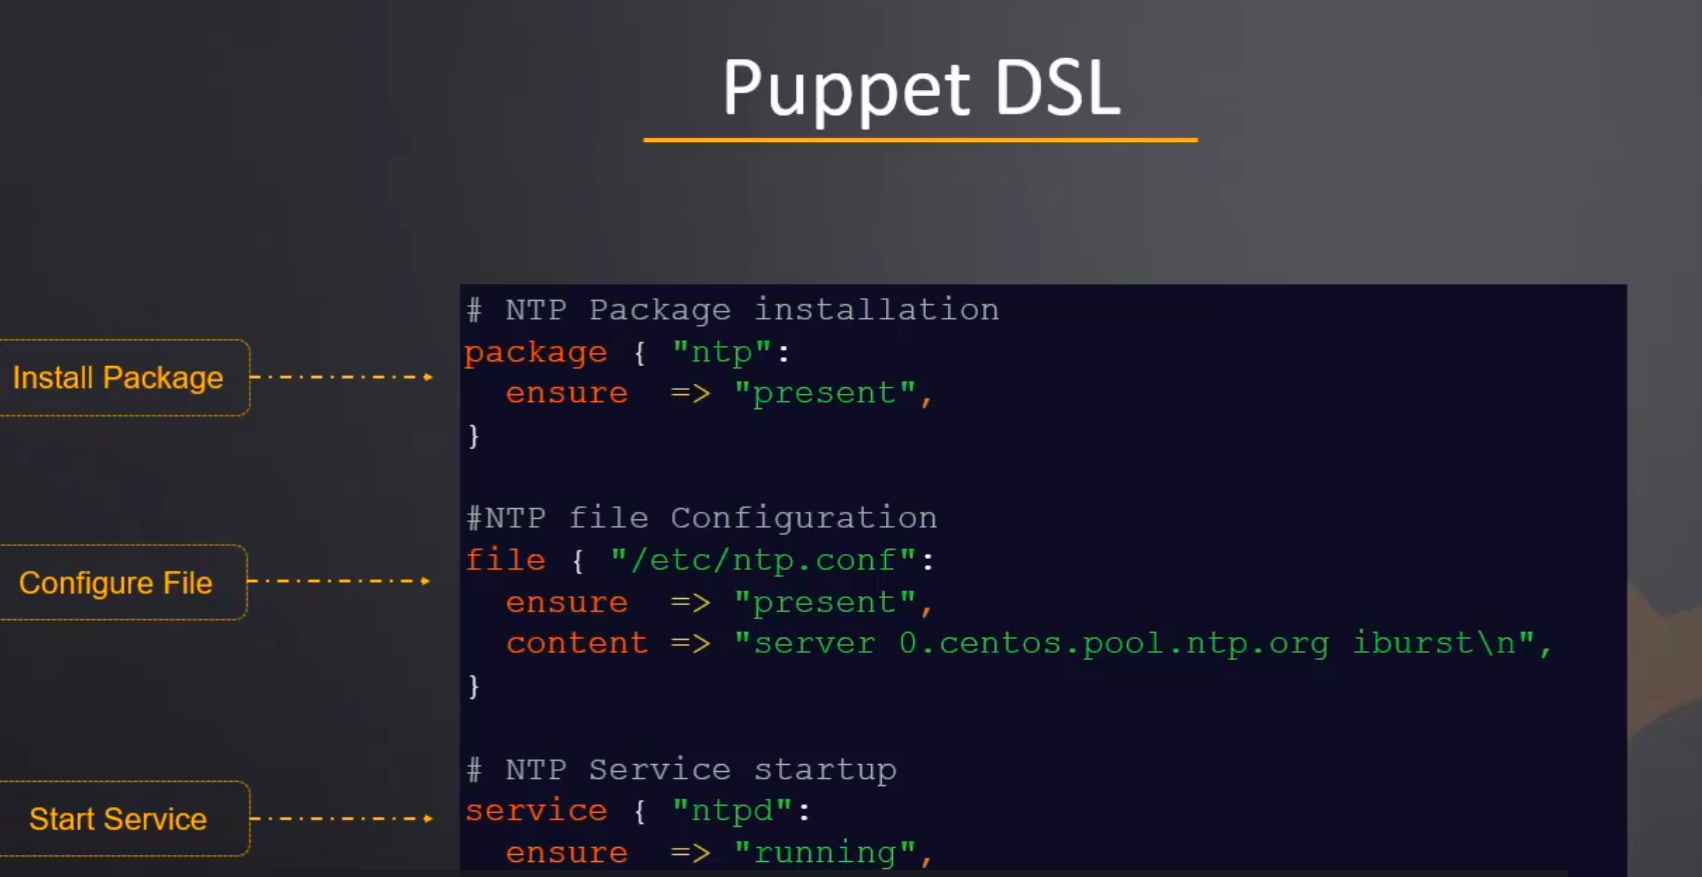 Puppet DSL
Install Package
# NTP Package installation
package { "ntp":
  ensure  => "present",
}
Configure File
#NTP file Configuration
file { "/etc/ntp.conf":
  ensure  => "present",
  content => "server 0.centos.pool.ntp.org iburst\n",
}
Start Service
# NTP Service startup
service { "ntpd":
  ensure  => "running",